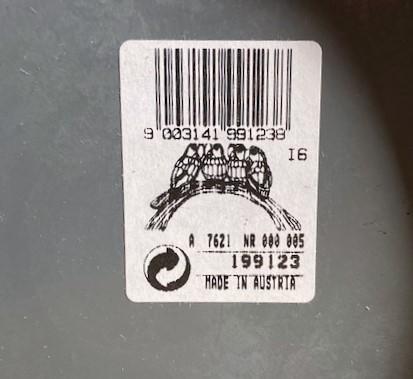 9 003141 991238
I6
A 7621 NR 000 005
199123
MADE IN AUSTRIA